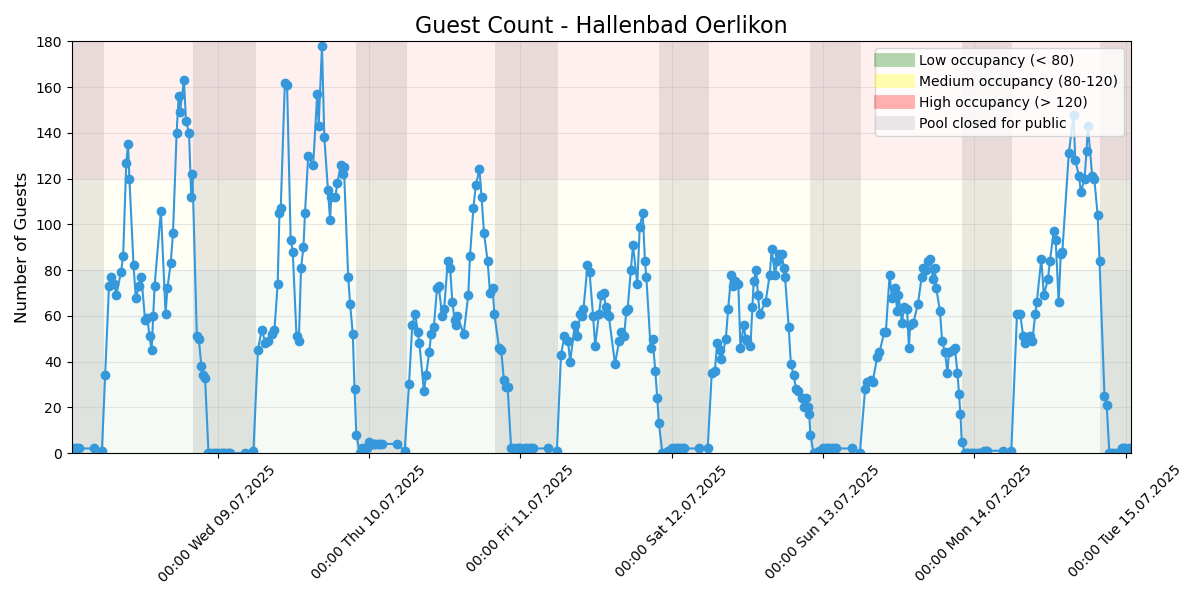 Guest Count - Hallenbad Oerlikon
Number of Guests
180
160
140
120
100
80
60
40
20
0
Low occupancy (< 80)
Medium occupancy (80-120)
High occupancy (> 120)
Pool closed for public
00:00 Wed 09.07.2025
00:00 Thu 10.07.2025
00:00 Fri 11.07.2025
00:00 Sat 12.07.2025
00:00 Sun 13.07.2025
00:00 Mon 14.07.2025
00:00 Tue 15.07.2025